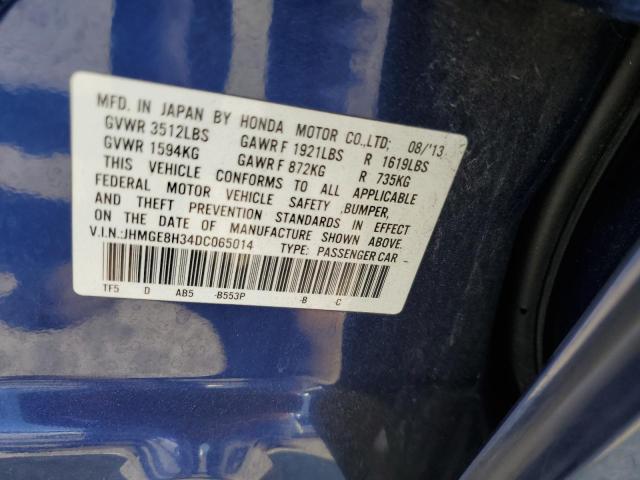 MFD. IN JAPAN BY HONDA MOTOR CO.,LTD; 08/'13
GVWR 3512LBS GAWR F 1921LBS R 1619LBS
GVWR 1594KG GAWR F 872KG R 735KG
THIS VEHICLE CONFORMS TO ALL APPLICABLE
FEDERAL MOTOR VEHICLE SAFETY ,BUMPER,
AND THEFT PREVENTION STANDARDS IN EFFECT
ON THE DATE OF MANUFACTURE SHOWN ABOVE.
V.I.N.:JHMGE8H34DC065014 TYPE: PASSENGER CAR
TF5 D AB5 -B553P -B C